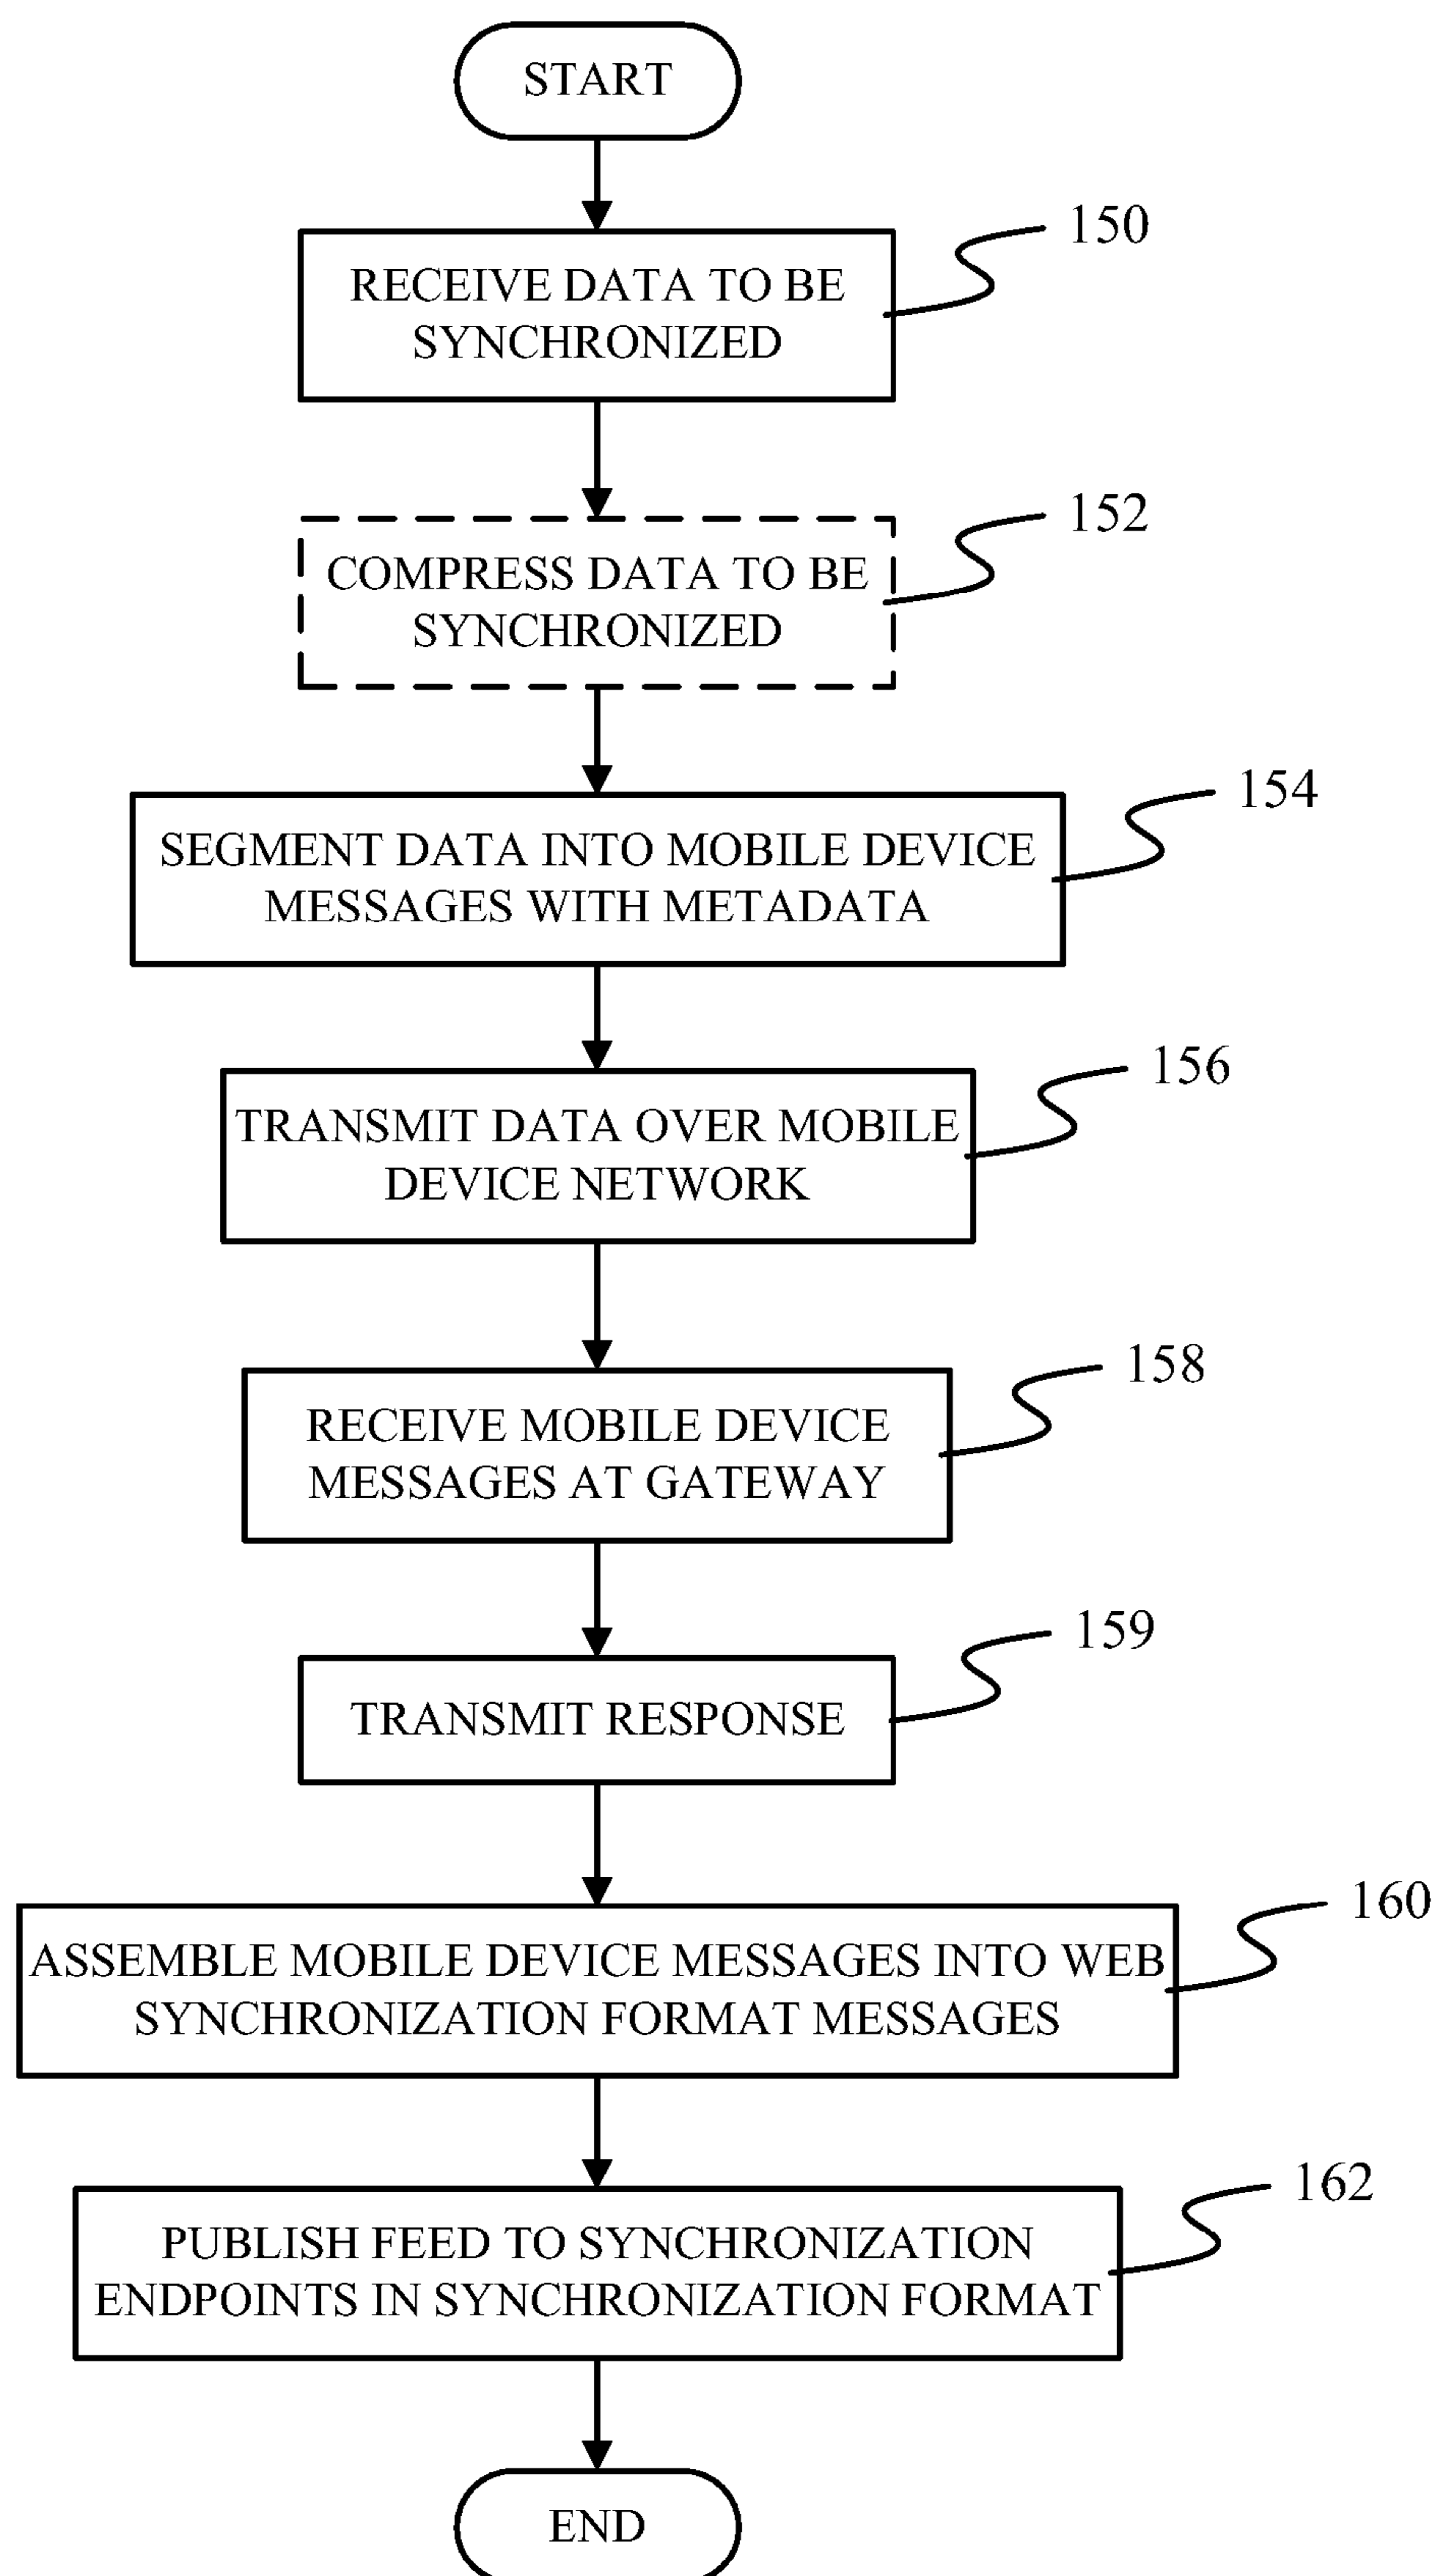 START
150
RECEIVE DATA TO BE
SYNCHRONIZED
152
COMPRESS DATA TO BE
SYNCHRONIZED
154
SEGMENT DATA INTO MOBILE DEVICE
MESSAGES WITH METADATA
156
TRANSMIT DATA OVER MOBILE
DEVICE NETWORK
158
RECEIVE MOBILE DEVICE
MESSAGES AT GATEWAY
159
TRANSMIT RESPONSE
160
ASSEMBLE MOBILE DEVICE MESSAGES INTO WEB
SYNCHRONIZATION FORMAT MESSAGES
162
PUBLISH FEED TO SYNCHRONIZATION
ENDPOINTS IN SYNCHRONIZATION FORMAT
END